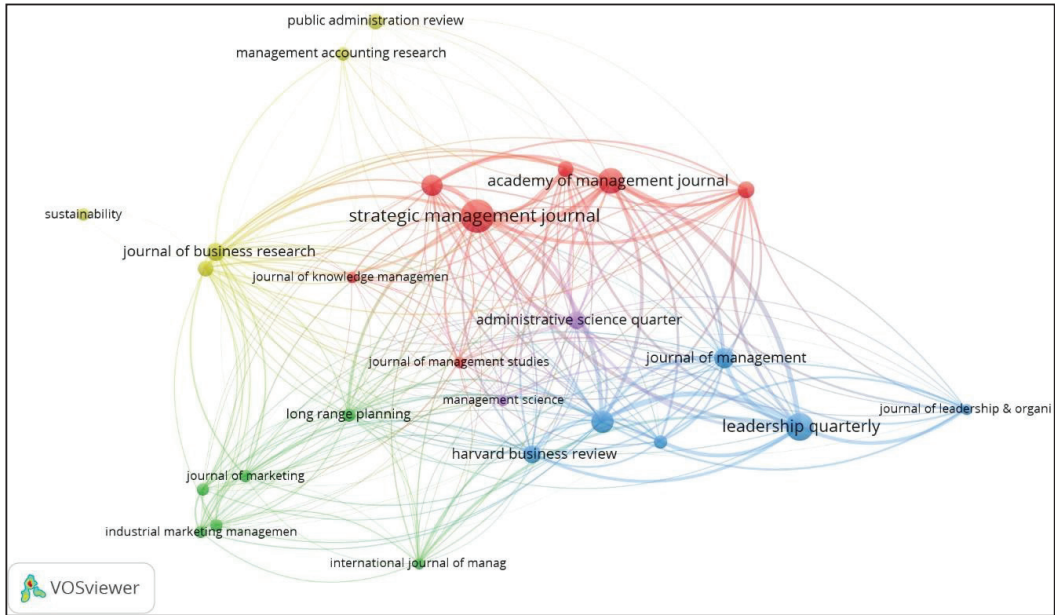 public administration review
management accounting research
academy of management journal
sustainability
strategic management journal
journal of business research
journal of knowledge managemen
administrative science quarter
journal of management studies
journal of management
management science
long range planning
journal of leadership & organi
leadership quarterly
harvard business review
journal of marketing
industrial marketing managemen
international journal of manag
VOSviewer